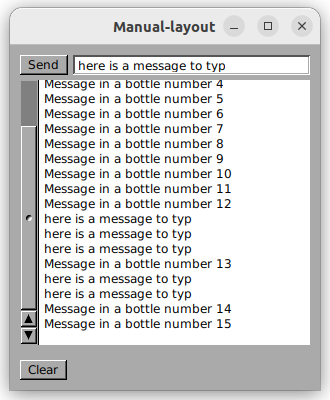 Manual-layout
Send
here is a message to typ
Message in a bottle number 4
Message in a bottle number 5
Message in a bottle number 6
Message in a bottle number 7
Message in a bottle number 8
Message in a bottle number 9
Message in a bottle number 10
Message in a bottle number 11
Message in a bottle number 12
here is a message to typ
here is a message to typ
here is a message to typ
Message in a bottle number 13
here is a message to typ
here is a message to typ
Message in a bottle number 14
Message in a bottle number 15
Clear